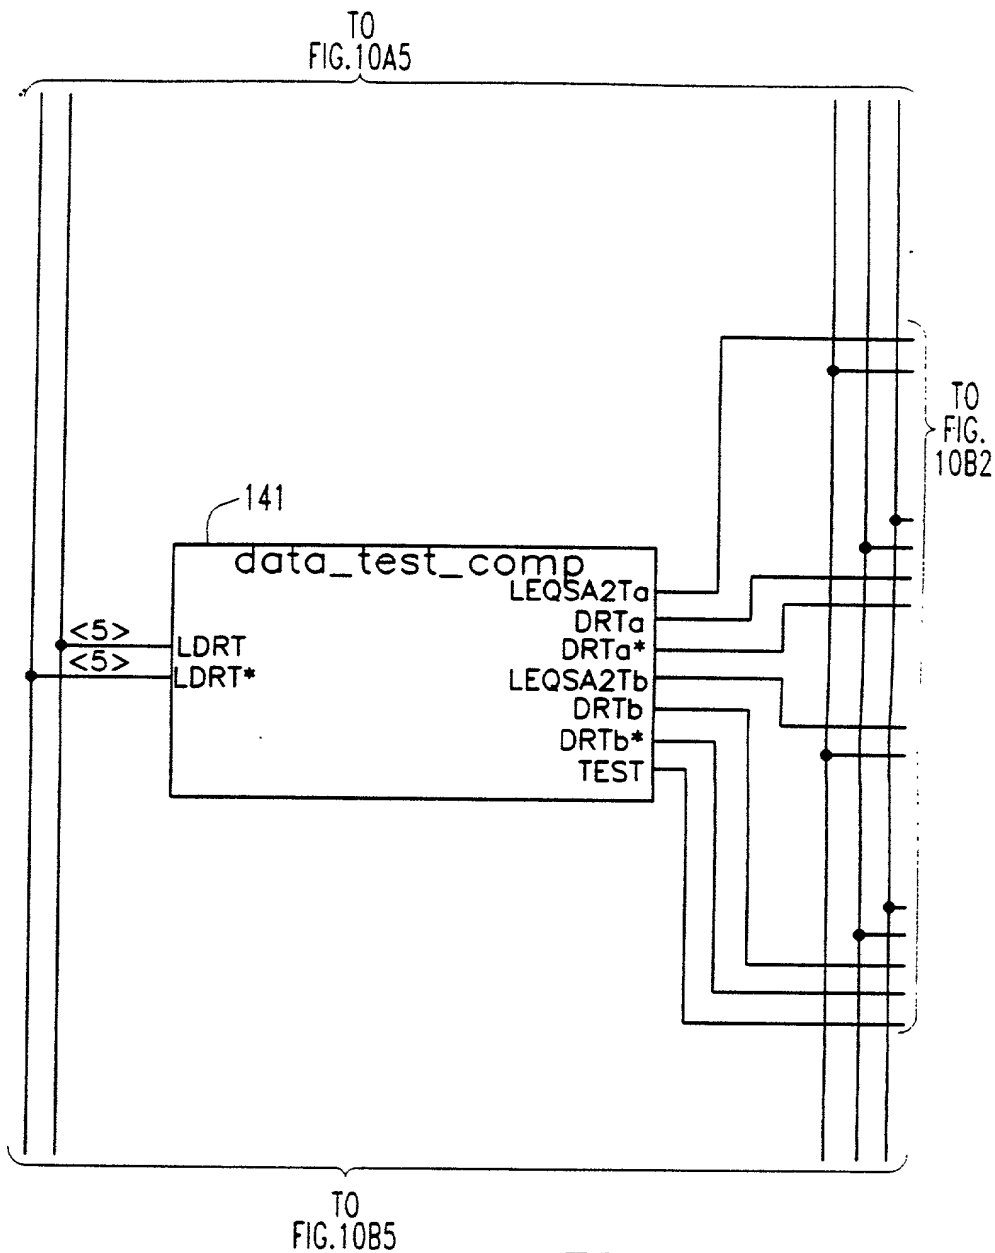 TO
FIG.10A5
TO
FIG.
10B2
141
data_test_comp
LEQSA2Ta
DRTa
<5>
LDRT
DRTa*
<5>
LDRT*
LEQSA2Tb
DRTb
DRTb*
TEST
TO
FIG.10B5